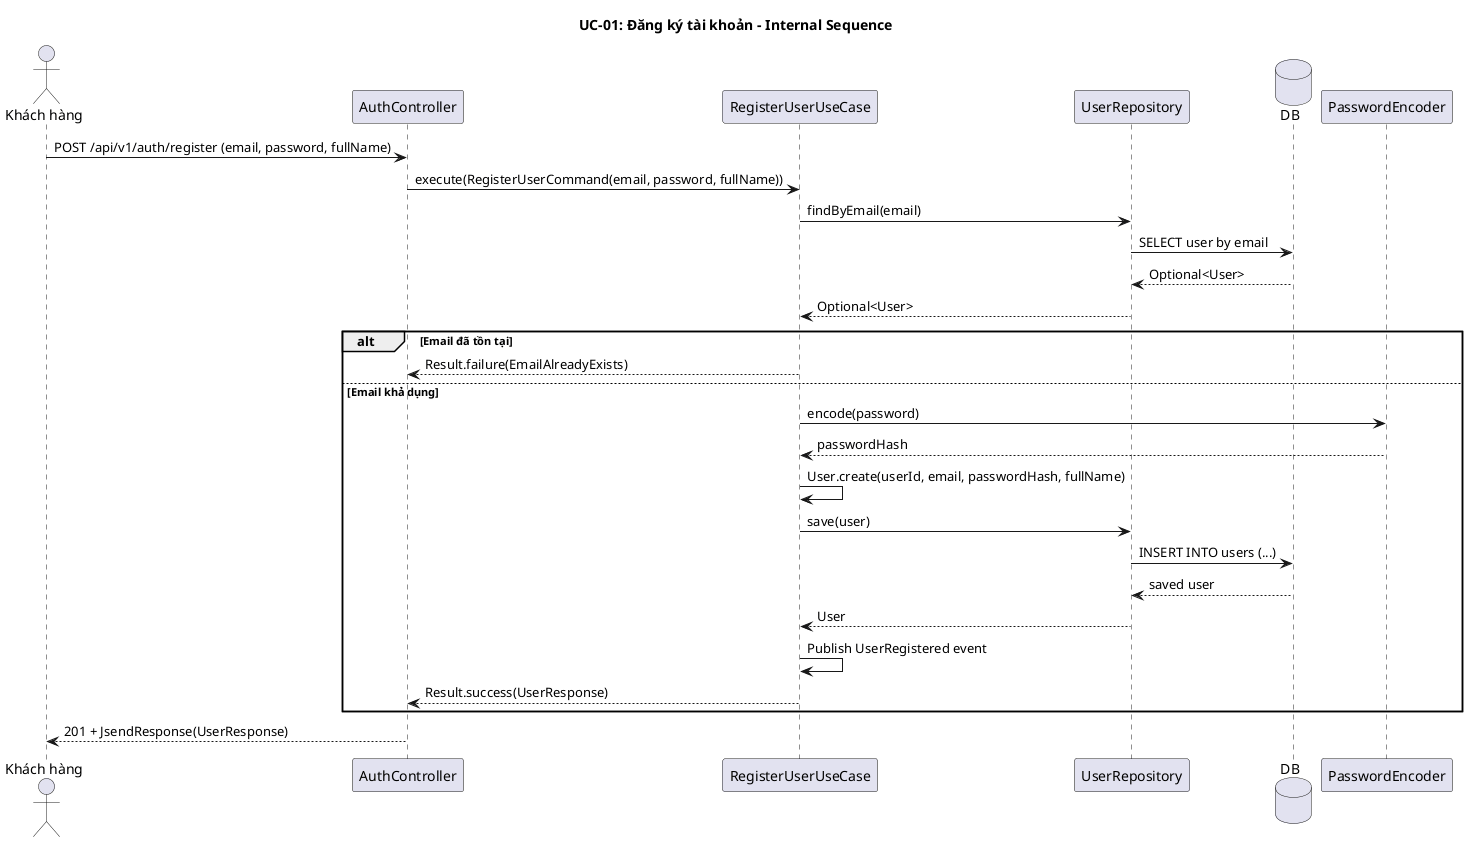 UC-01: Đăng ký tài khoản - Internal Sequence
Khách hàng
AuthController
RegisterUserUseCase
UserRepository
DB
PasswordEncoder
POST /api/v1/auth/register (email, password, fullName)
execute(RegisterUserCommand(email, password, fullName))
findByEmail(email)
SELECT user by email
Optional<User>
Optional<User>
alt [Email đã tồn tại]
Result.failure(EmailAlreadyExists)
[Email khả dụng]
encode(password)
passwordHash
User.create(userId, email, passwordHash, fullName)
save(user)
INSERT INTO users (...)
saved user
User
Publish UserRegistered event
Result.success(UserResponse)
201 + JsendResponse(UserResponse)
Khách hàng
AuthController
RegisterUserUseCase
UserRepository
DB
PasswordEncoder